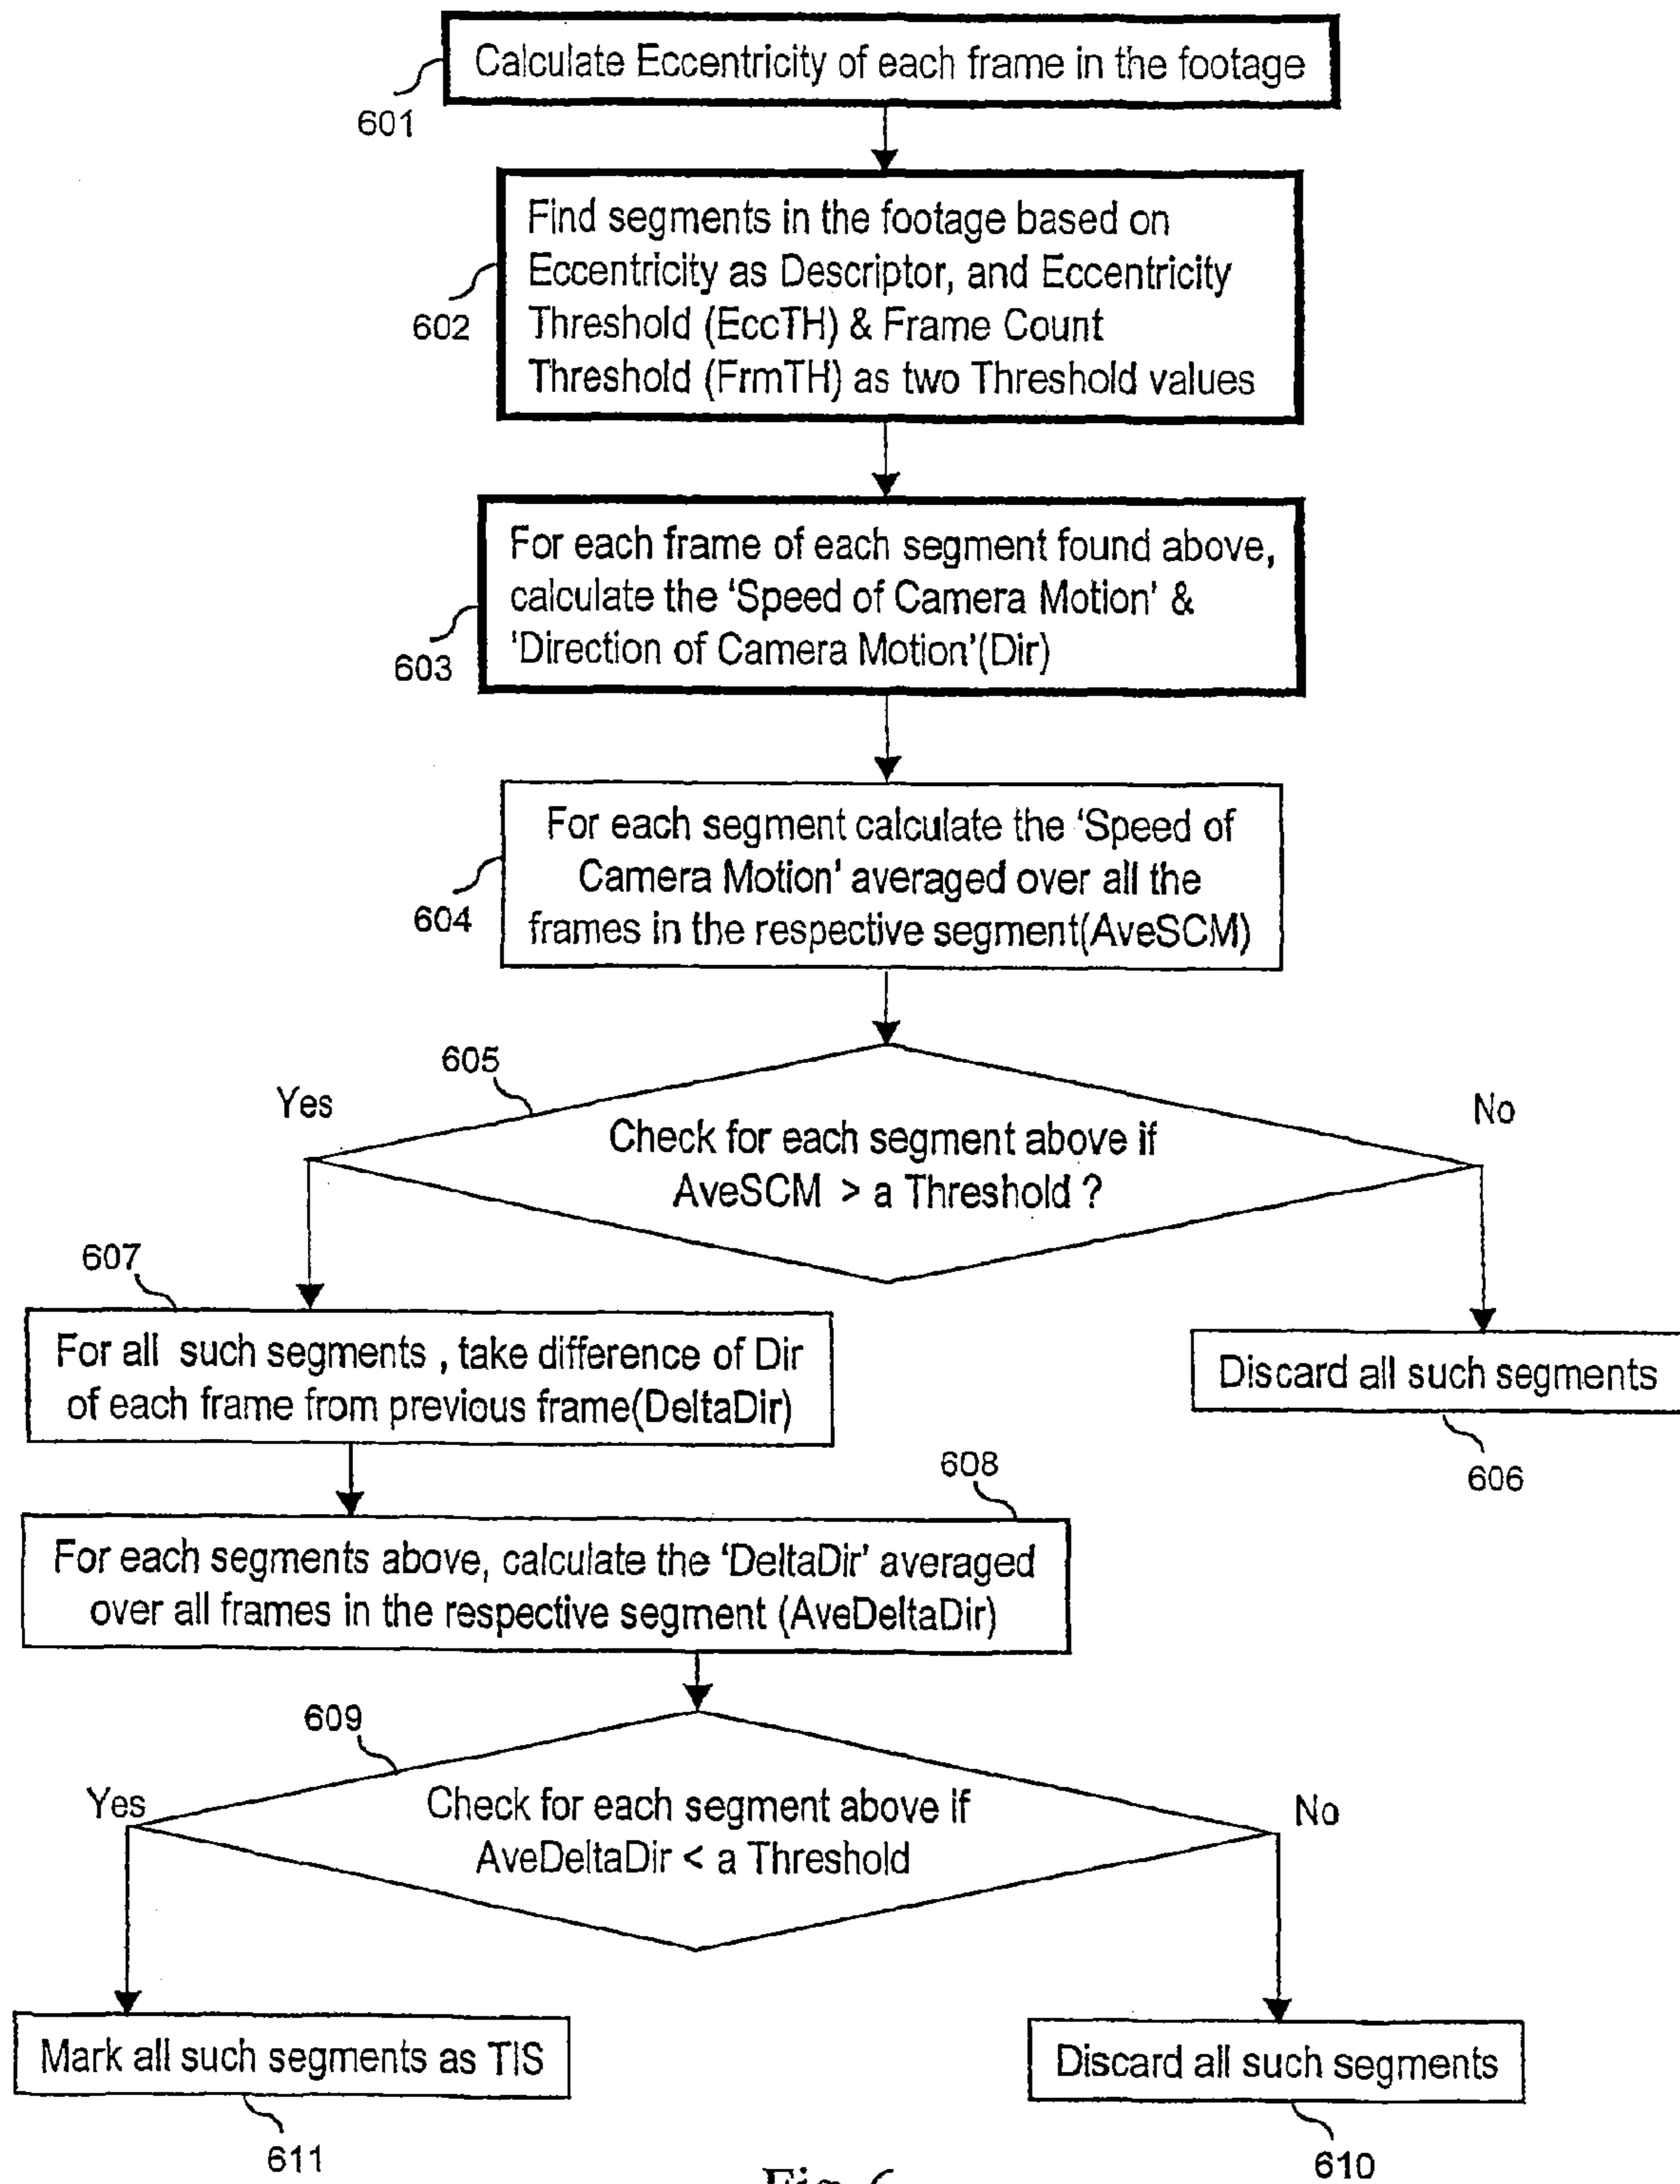 Calculate Eccentricity of each frame in the footage
601
Find segments in the footage based on
Eccentricity as Descriptor, and Eccentricity
Threshold (EccTH) & Frame Count
Threshold (FrmTH) as two Threshold values
602
For each frame of each segment found above,
calculate the ‘Speed of Camera Motion’ &
‘Direction of Camera Motion’(Dir)
603
For each segment calculate the ‘Speed of
Camera Motion’ averaged over all the
frames in the respective segment(AveSCM)
604
605
Yes
No
Check for each segment above if
AveSCM > a Threshold ?
607
For all such segments , take difference of Dir
of each frame from previous frame(DeltaDir)
Discard all such segments
606
608
For each segments above, calculate the ‘DeltaDir’ averaged
over all frames in the respective segment (AveDeltaDir)
609
Yes
No
Check for each segment above if
AveDeltaDir < a Threshold
Mark all such segments as TIS
611
Discard all such segments
610
Fig. 6